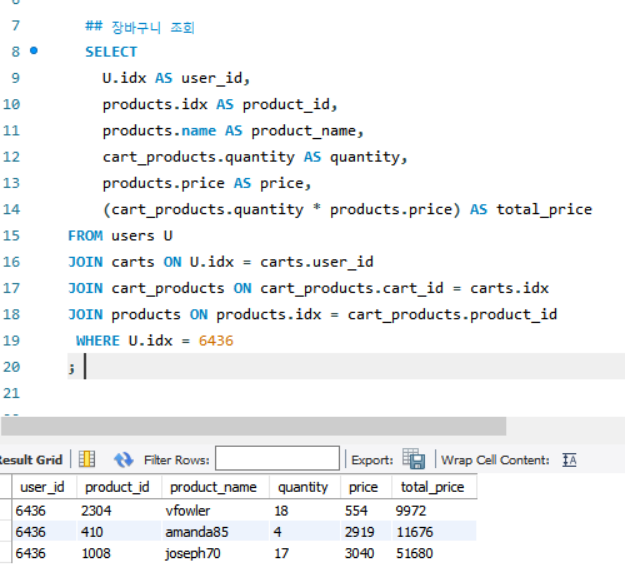 7 ## 장바구니 조회
8 SELECT
9 U.idx AS user_id,
10 products.idx AS product_id,
11 products.name AS product_name,
12 cart_products.quantity AS quantity,
13 products.price AS price,
14 (cart_products.quantity * products.price) AS total_price
15 FROM users U
16 JOIN carts ON U.idx = carts.user_id
17 JOIN cart_products ON cart_products.cart_id = carts.idx
18 JOIN products ON products.idx = cart_products.product_id
19 WHERE U.idx = 6436
20 ;
21
Result Grid Filter Rows: Export: Wrap Cell Content:
user_id product_id product_name quantity price total_price
6436 2304 vfowler 18 554 9972
6436 410 amanda85 4 2919 11676
6436 1008 joseph70 17 3040 51680